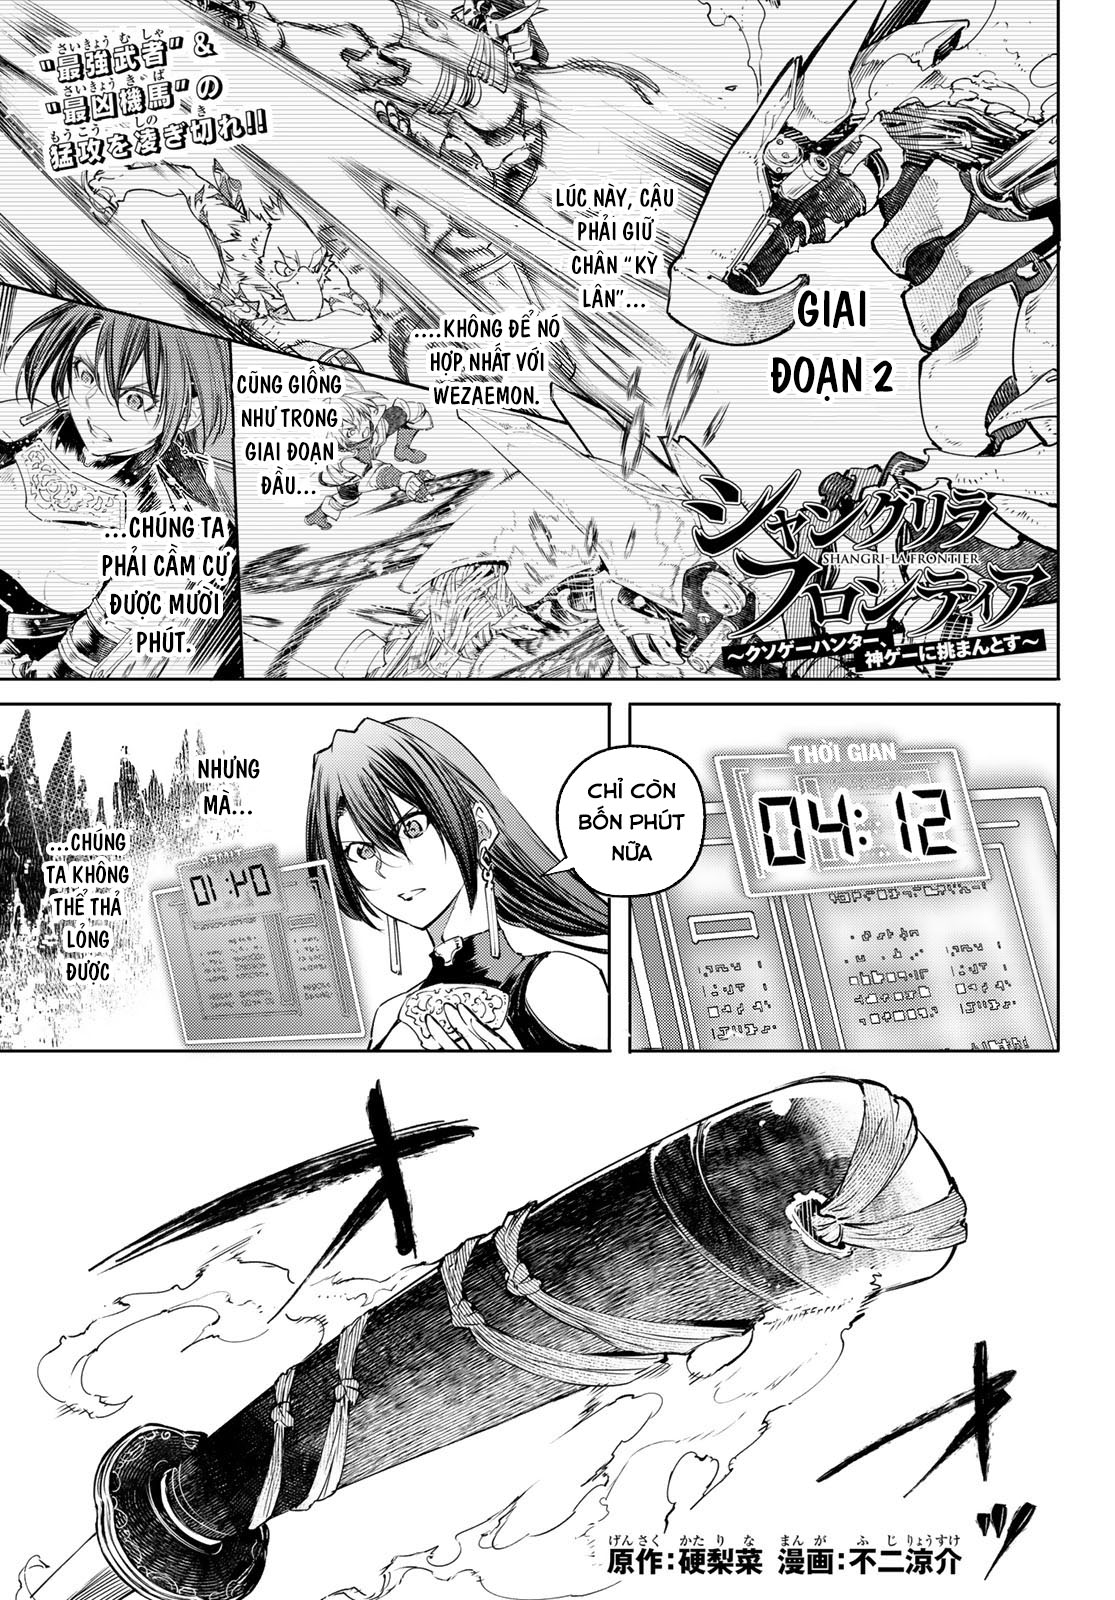 "最強武者"&
"最凶機馬"の
猛攻を凌ぎ切れ!!
GIAI
ĐOẠN 2
LÚC NÀY, CẬU
PHẢI GIỮ
CHÂN "KỲ
LÂN"...
....KHÔNG ĐỂ NÓ
HỢP NHẤT VỚI
WEZAEMON.
CŨNG GIỐNG
NHƯ TRONG
GIAI ĐOẠN
ĐẦU...
...CHÚNG TA
PHẢI CẦM CỰ
ĐƯỢC MƯỜI
PHÚT.
シャングリラ
SHANGRI-LA FRONTIER
フロンティア
～クソゲーハンター、
神ゲーに挑まんとす～
THỜI GIAN
04:12
CHỈ CÒN
BỐN PHÚT
NỮA
NHƯNG
MÀ...
...CHÚNG
TA KHÔNG
THỂ THẢ
LỎNG
ĐƯỢC
オオッ
原作:硬梨菜 漫画:不二涼介